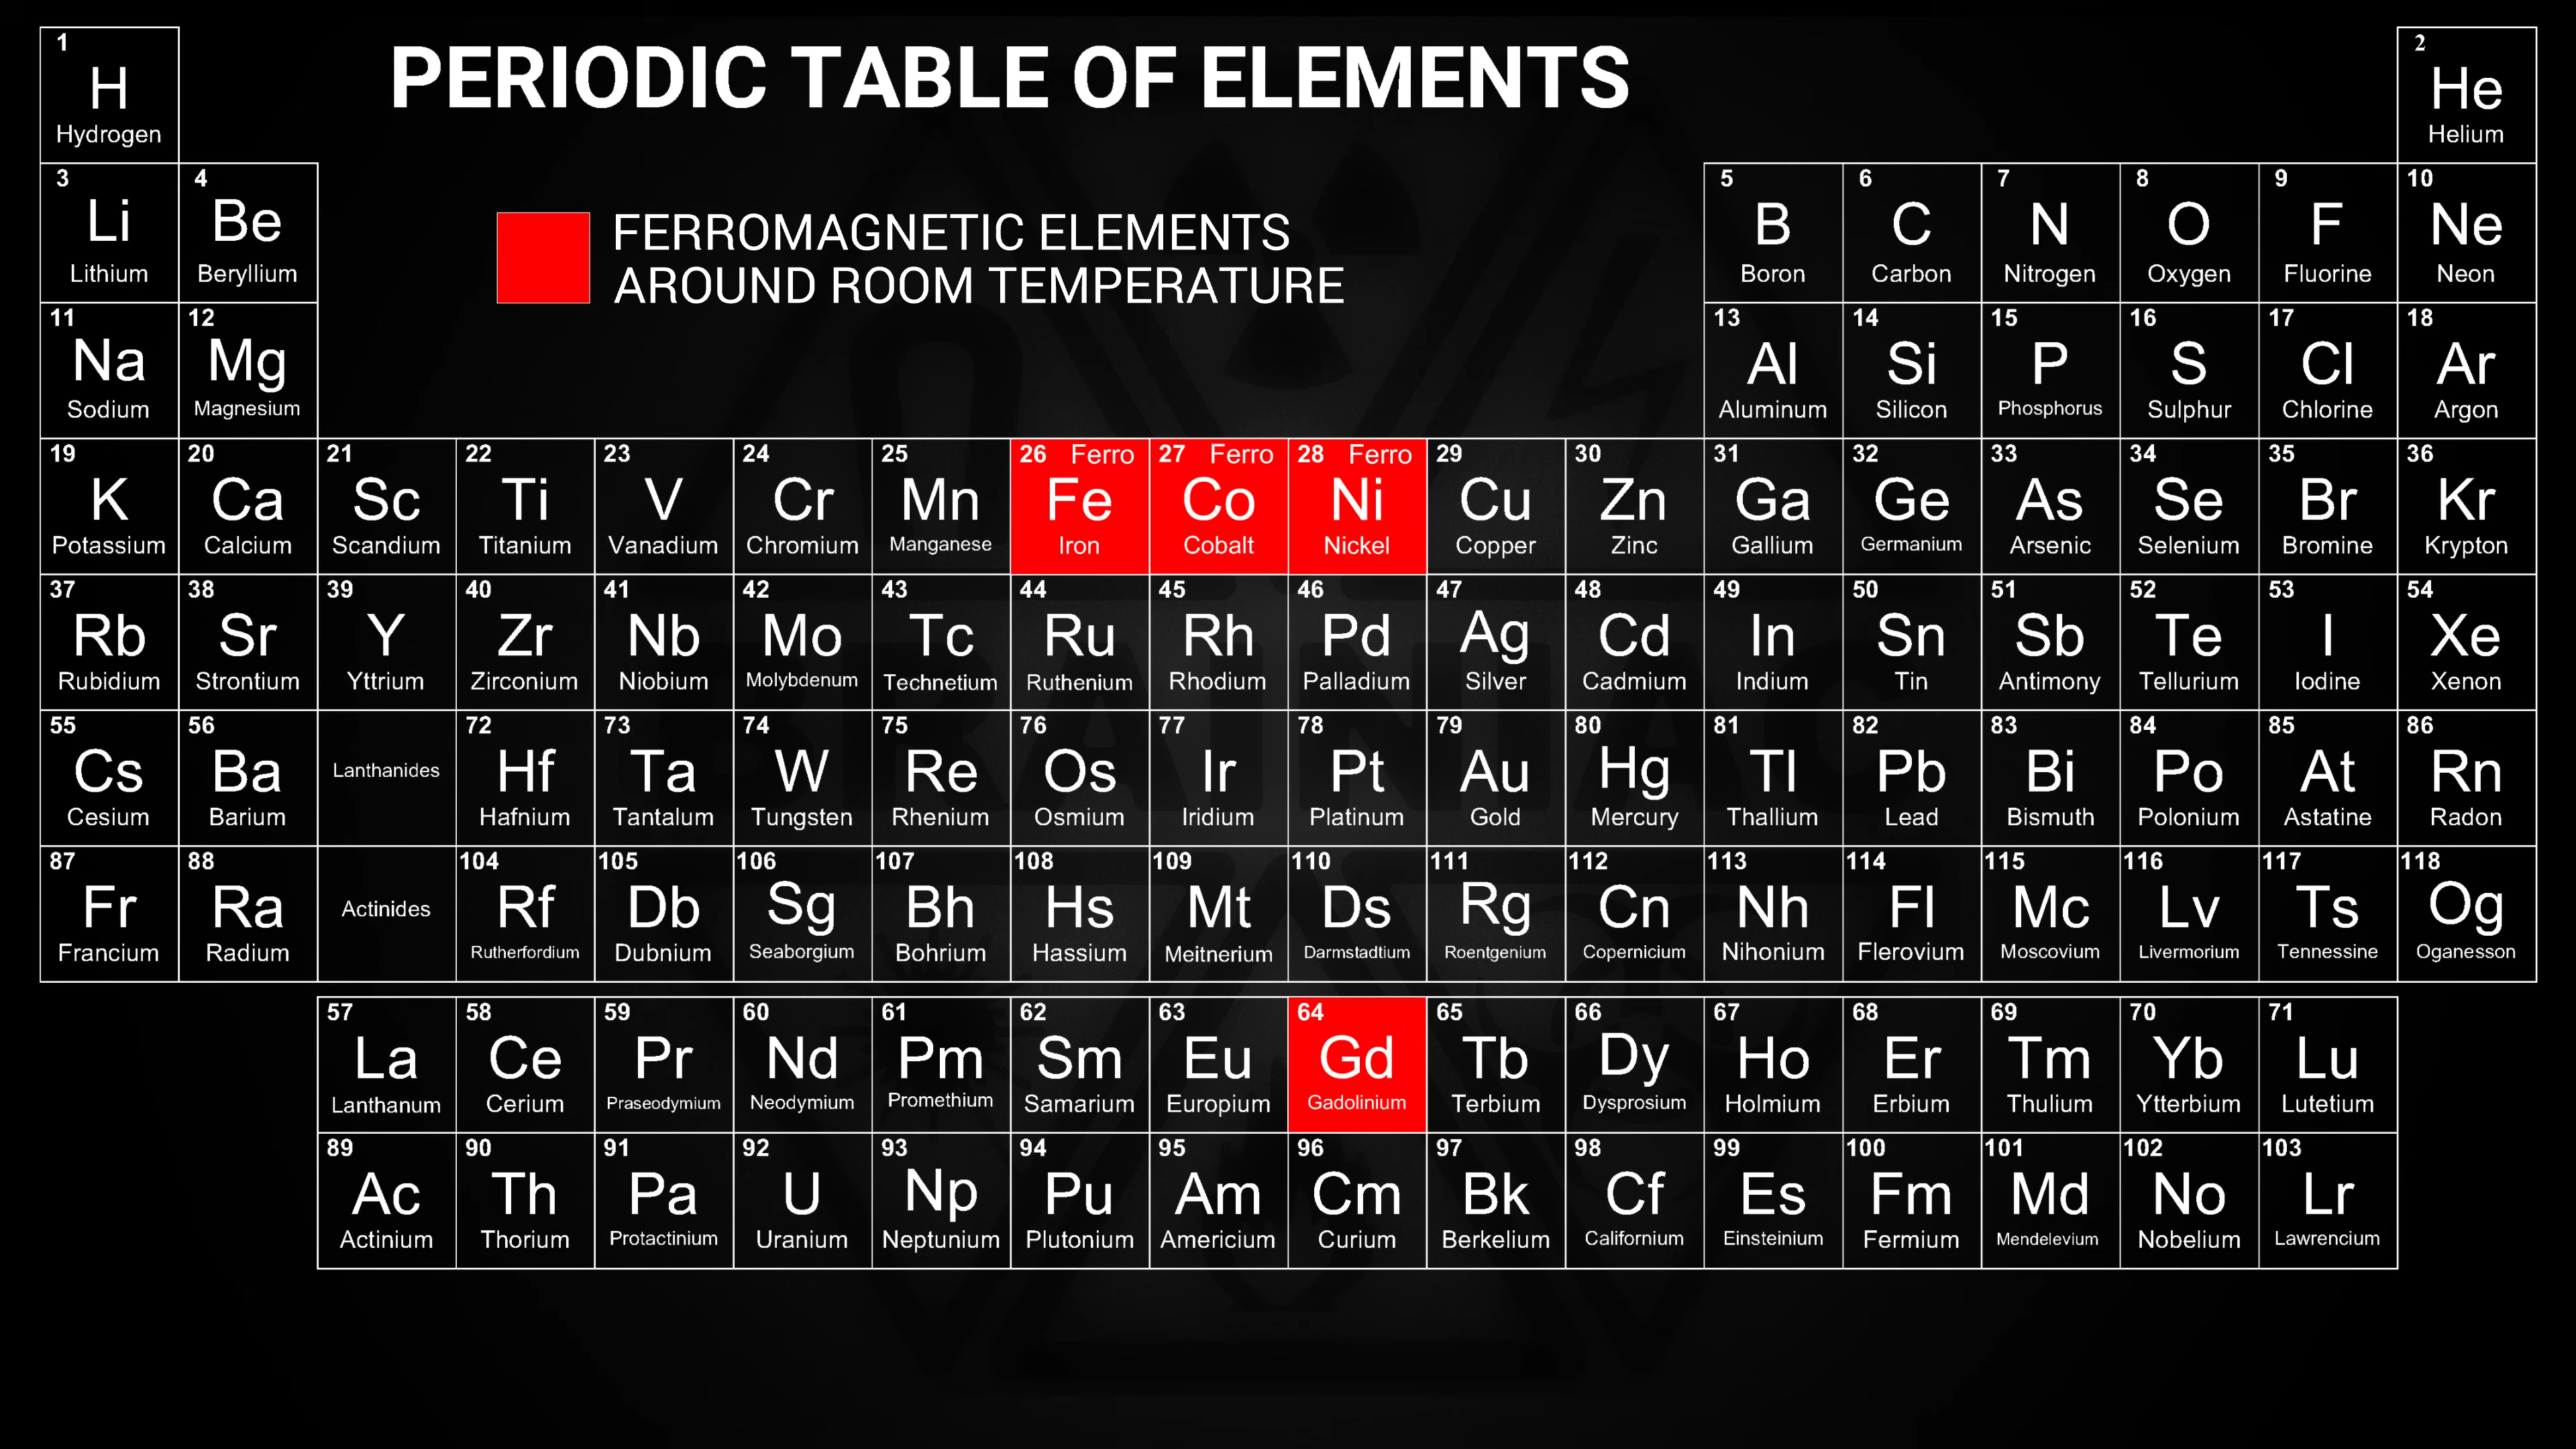 PERIODIC TABLE OF ELEMENTS
FERROMAGNETIC ELEMENTS
AROUND ROOM TEMPERATURE
1 2
H He
Hydrogen Helium
3 4 5 6 7 8 9 10
Li Be B C N O F Ne
Lithium Beryllium Boron Carbon Nitrogen Oxygen Fluorine Neon
11 12 13 14 15 16 17 18
Na Mg Al Si P S Cl Ar
Sodium Magnesium Aluminum Silicon Phosphorus Sulphur Chlorine Argon
19 20 21 22 23 24 25 26 Ferro 27 Ferro 28 Ferro 29 30 31 32 33 34 35 36
K Ca Sc Ti V Cr Mn Fe Co Ni Cu Zn Ga Ge As Se Br Kr
Potassium Calcium Scandium Titanium Vanadium Chromium Manganese Iron Cobalt Nickel Copper Zinc Gallium Germanium Arsenic Selenium Bromine Krypton
37 38 39 40 41 42 43 44 45 46 47 48 49 50 51 52 53 54
Rb Sr Y Zr Nb Mo Tc Ru Rh Pd Ag Cd In Sn Sb Te I Xe
Rubidium Strontium Yttrium Zirconium Niobium Molybdenum Technetium Ruthenium Rhodium Palladium Silver Cadmium Indium Tin Antimony Tellurium Iodine Xenon
55 56 72 73 74 75 76 77 78 79 80 81 82 83 84 85 86
Cs Ba Lanthanides Hf Ta W Re Os Ir Pt Au Hg Tl Pb Bi Po At Rn
Cesium Barium Hafnium Tantalum Tungsten Rhenium Osmium Iridium Platinum Gold Mercury Thallium Lead Bismuth Polonium Astatine Radon
87 88 104 105 106 107 108 109 110 111 112 113 114 115 116 117 118
Fr Ra Actinides Rf Db Sg Bh Hs Mt Ds Rg Cn Nh Fl Mc Lv Ts Og
Francium Radium Rutherfordium Dubnium Seaborgium Bohrium Hassium Meitnerium Darmstadtium Roentgenium Copernicium Nihonium Flerovium Moscovium Livermorium Tennessine Oganesson
57 58 59 60 61 62 63 64 65 66 67 68 69 70 71
La Ce Pr Nd Pm Sm Eu Gd Tb Dy Ho Er Tm Yb Lu
Lanthanum Cerium Praseodymium Neodymium Promethium Samarium Europium Gadolinium Terbium Dysprosium Holmium Erbium Thulium Ytterbium Lutetium
89 90 91 92 93 94 95 96 97 98 99 100 101 102 103
Ac Th Pa U Np Pu Am Cm Bk Cf Es Fm Md No Lr
Actinium Thorium Protactinium Uranium Neptunium Plutonium Americium Curium Berkelium Californium Einsteinium Fermium Mendelevium Nobelium Lawrencium